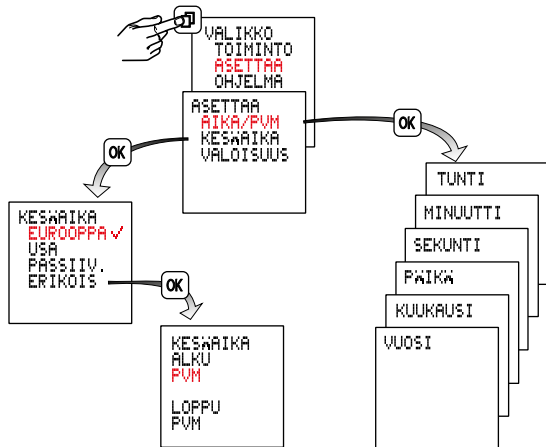 VALIKKO
TOIMINTO
ASETTAA
OHJELMA
ASETTAA
AIKA/PVM
KESÄAIKA
VALOISUUS
OK
OK
KESÄAIKA
EUROOPPA ✓
USA
PASSIIV.
ERIKOIS
OK
KESÄAIKA
ALKU
PVM
LOPPU
PVM
TUNTI
MINUUTTI
SEKUNTI
PÄIKÄ
KUUKAUSI
VUOSI